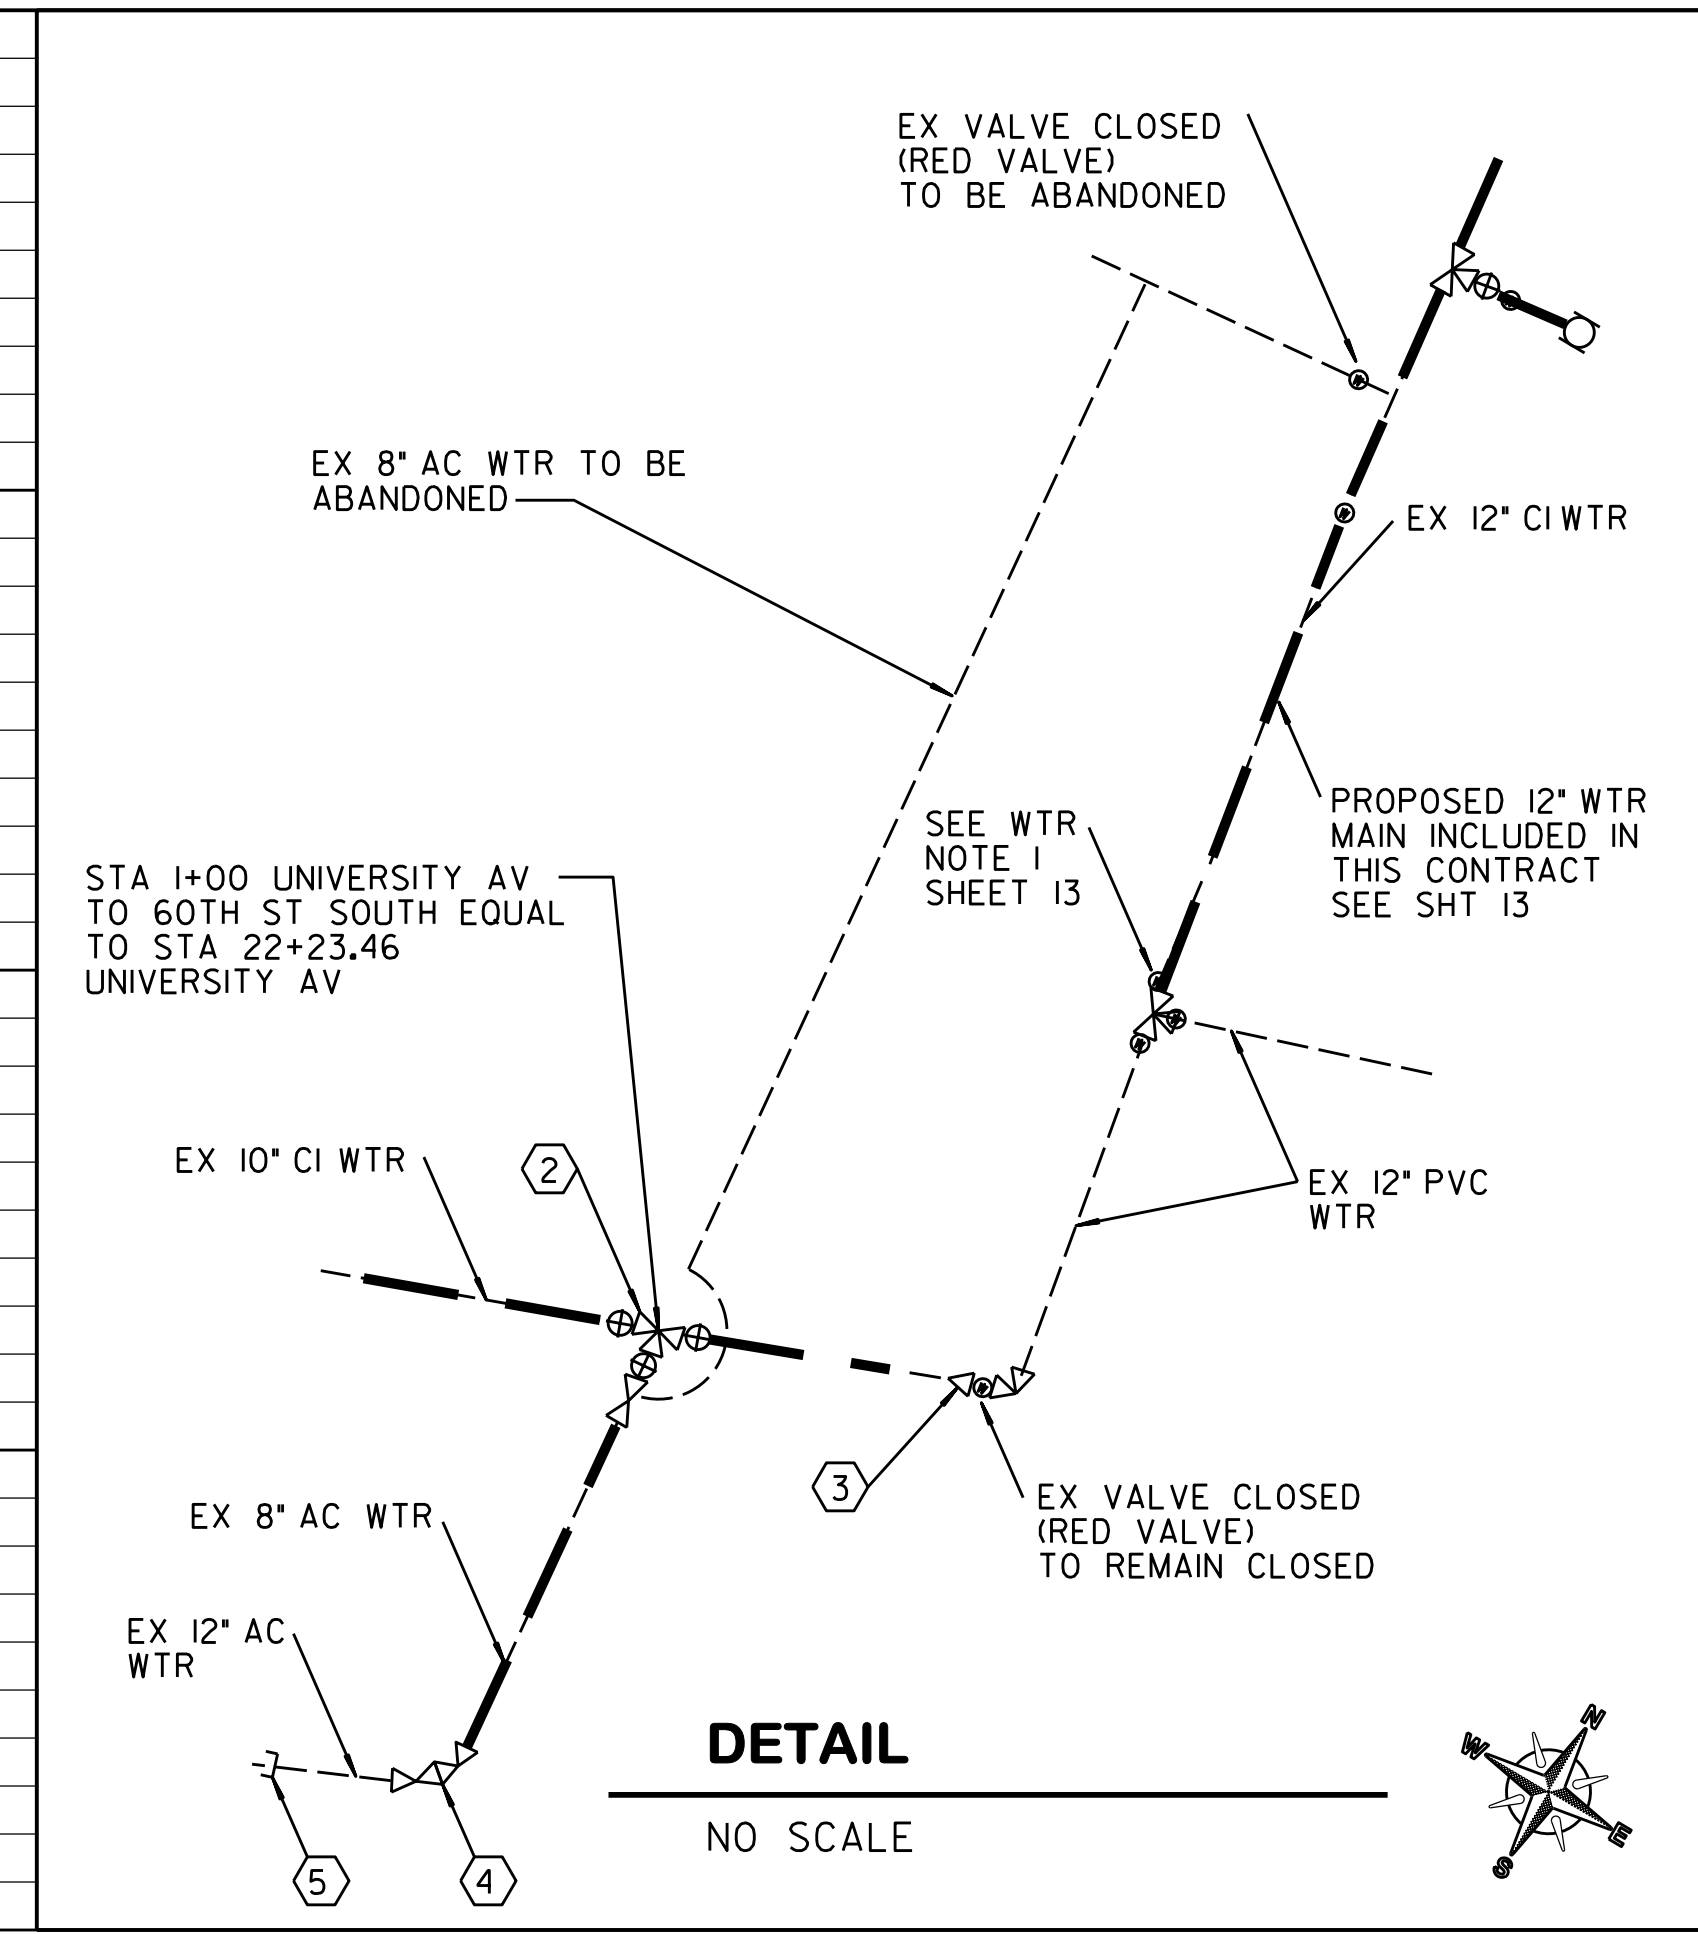 EX VALVE CLOSED
(RED VALVE)
TO BE ABANDONED
EX 8" AC WTR TO BE
ABANDONED
EX 12" CI WTR
PROPOSED 12" WTR
MAIN INCLUDED IN
THIS CONTRACT
SEE SHT 13
SEE WTR
NOTE 1
SHEET 13
STA 1+00 UNIVERSITY AV
TO 60TH ST SOUTH EQUAL
TO STA 22+23.46
UNIVERSITY AV
EX 10" CI WTR
2
EX 12" PVC
WTR
3
EX VALVE CLOSED
(RED VALVE)
TO REMAIN CLOSED
EX 8" AC WTR
EX 12" AC
WTR
5
4
DETAIL
NO SCALE
N
W
E
S